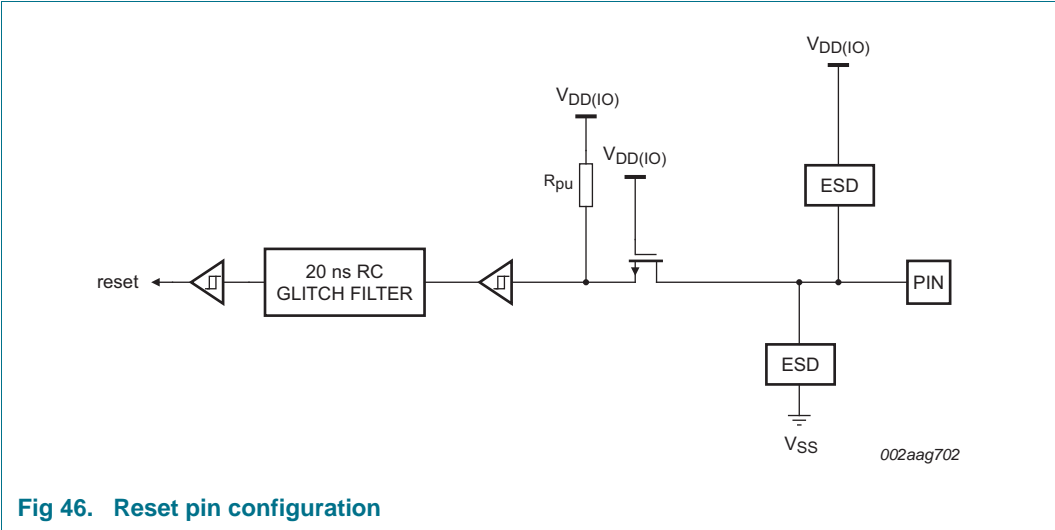 VDD(IO)
VDD(IO)
VDD(IO)
Rpu
ESD
reset
20 ns RC
GLITCH FILTER
PIN
ESD
VSS
002aag702
Fig 46. Reset pin configuration